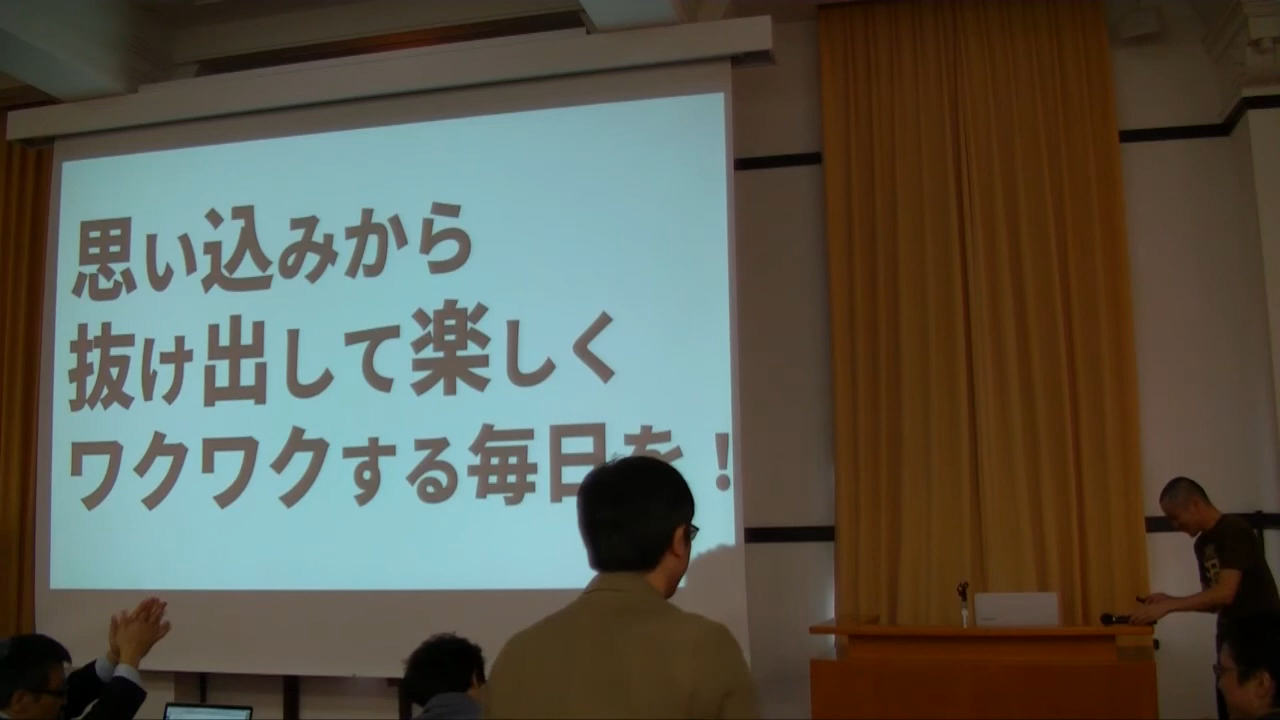 思い込みから
抜け出して楽しく
ワクワクする毎日を！